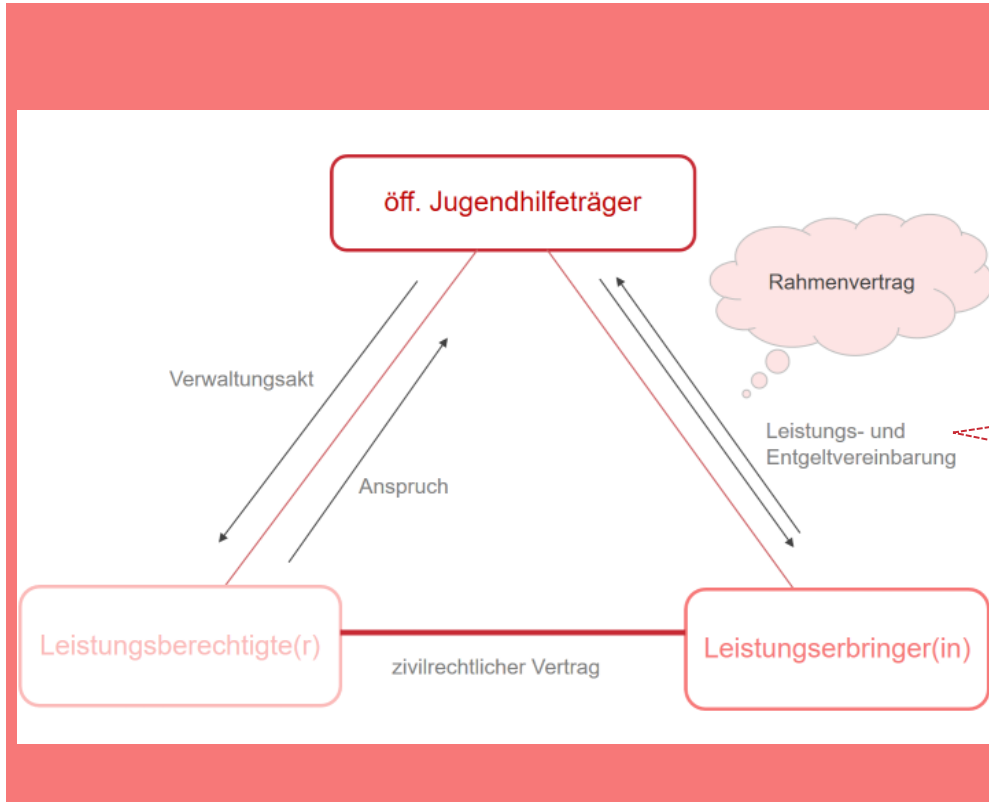 öff. Jugendhilfeträger
Rahmenvertrag
Verwaltungsakt
Leistungs- und
Entgeltvereinbarung
Anspruch
Leistungsberechtigte(r)
zivilrechtlicher Vertrag
Leistungserbringer(in)